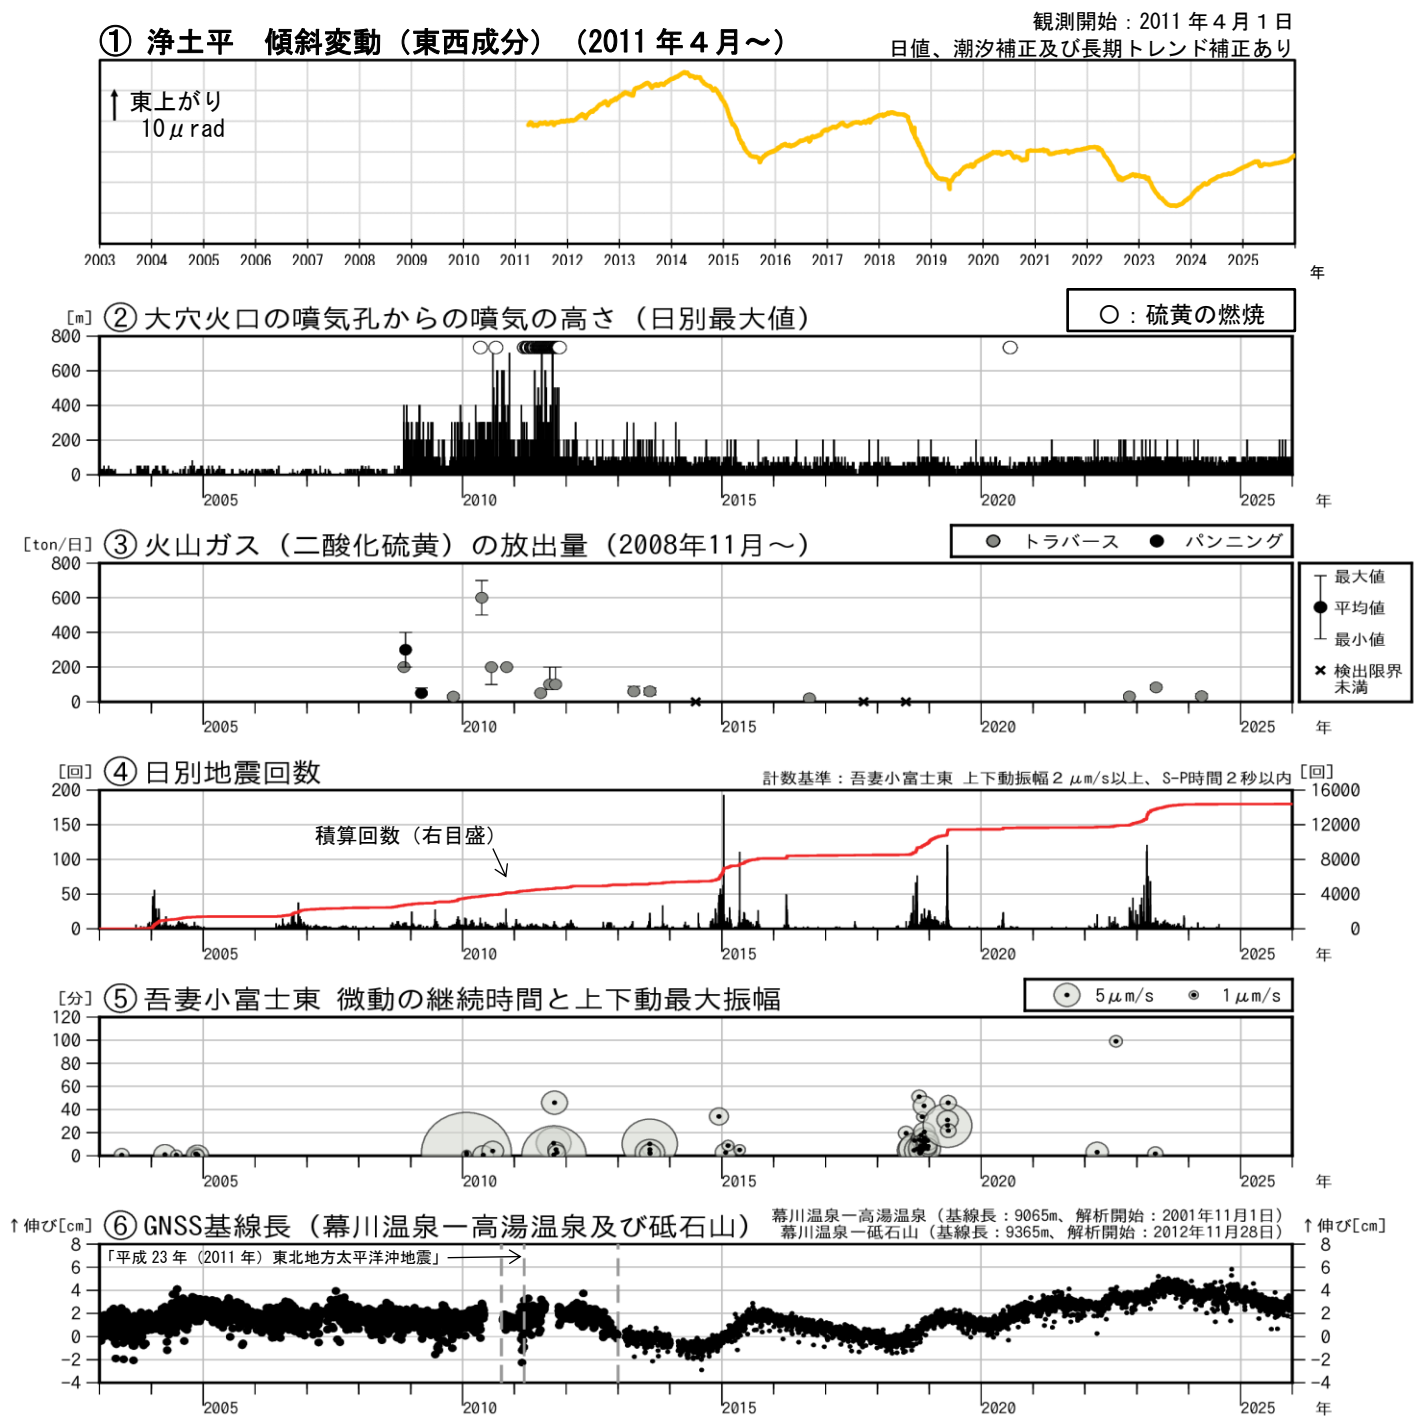 ① 浄土平　傾斜変動（東西成分）（2011 年４月～）
観測開始：2011 年４月１日
日値、潮汐補正及び長期トレンド補正あり
東上がり
10μrad
2003 2004 2005 2006 2007 2008 2009 2010 2011 2012 2013 2014 2015 2016 2017 2018 2019 2020 2021 2022 2023 2024 2025
年
[m] ②大穴火口の噴気孔からの噴気の高さ（日別最大値）
○：硫黄の燃焼
800
600
400
200
0
2005 2010 2015 2020 2025 年
[ton/日] ③火山ガス（二酸化硫黄）の放出量（2008年11月～）
トラバース パンニング
800
600
400
200
0
最大値
平均値
最小値
検出限界
未満
2005 2010 2015 2020 2025 年
[回] ④日別地震回数
計数基準：吾妻小富士東 上下動振幅２μm/s以上、S-P時間２秒以内 [回]
200 16000
150 12000
積算回数（右目盛）
100 8000
50 4000
0 0
2005 2010 2015 2020 2025 年
[分] ⑤吾妻小富士東 微動の継続時間と上下動最大振幅
5μm/s 1μm/s
120
100
80
60
40
20
0
2005 2010 2015 2020 2025 年
↑伸び[cm] ⑥GNSS基線長（幕川温泉ー高湯温泉及び砥石山）
幕川温泉ー高湯温泉（基線長：9065m、解析開始：2001年11月1日）
幕川温泉ー砥石山（基線長：9365m、解析開始：2012年11月28日）
↑伸び[cm]
8 8
「平成 23 年（2011 年）東北地方太平洋沖地震」
6 6
4 4
2 2
0 0
-2 -2
-4 -4
2005 2010 2015 2020 2025 年